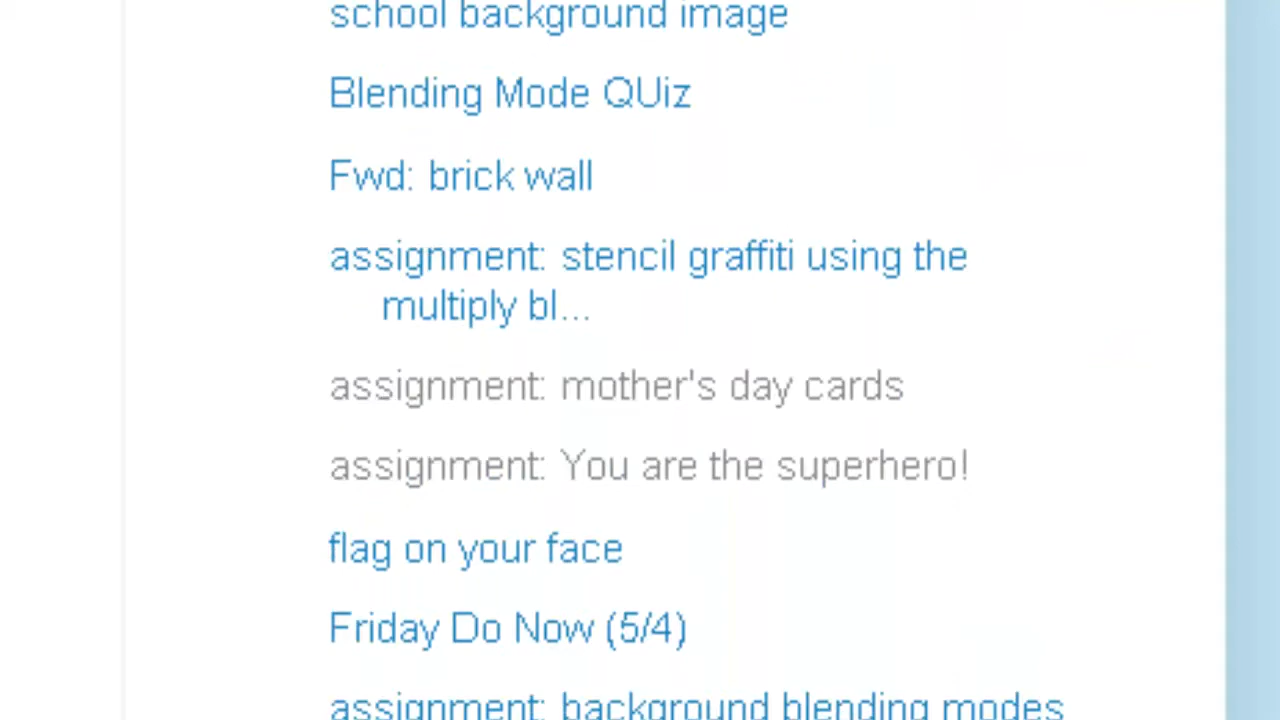 school background image
Blending Mode QUiz
Fwd: brick wall
assignment: stencil graffiti using the
multiply bl...
assignment: mother's day cards
assignment: You are the superhero!
flag on your face
Friday Do Now (5/4)
assignment: background blending modes